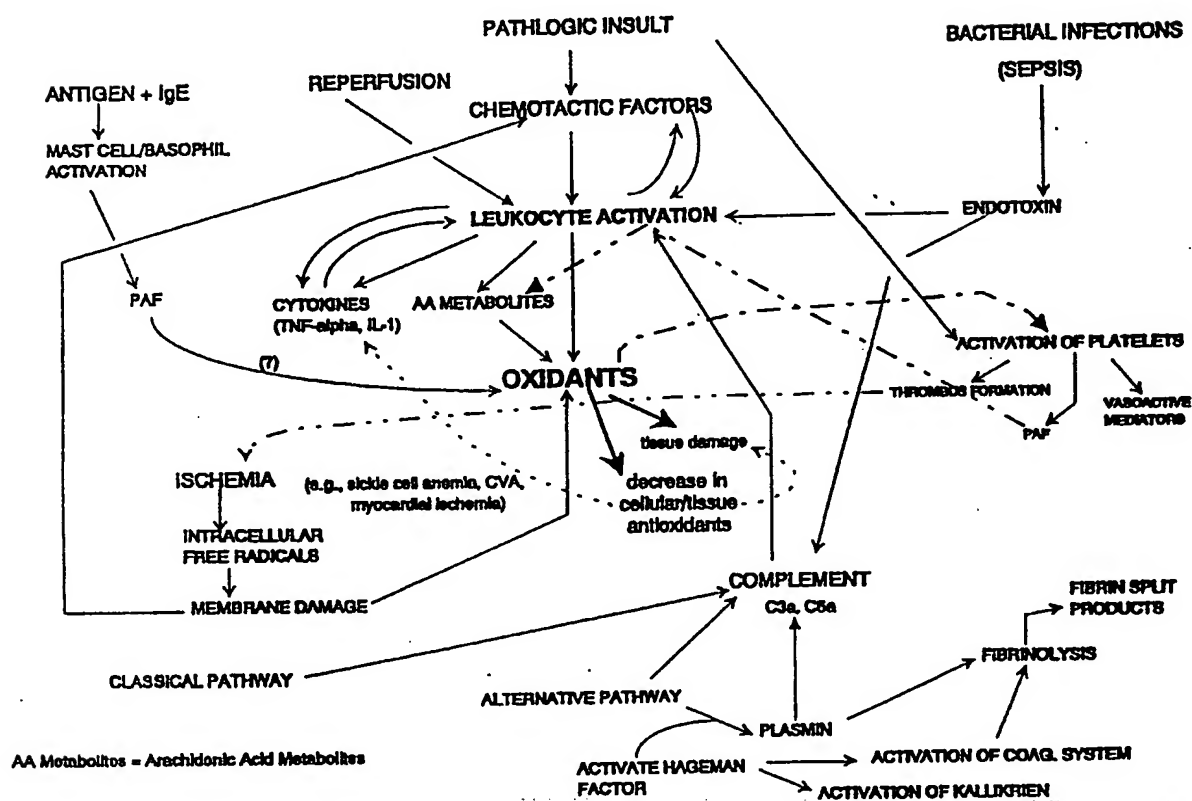 PATHLOGIC INSULT
BACTERIAL INFECTIONS
(SEPSIS)
REPERFUSION
ANTIGEN + IgE
CHEMOTACTIC FACTORS
MAST CELL/BASOPHIL
ACTIVATION
LEUKOCYTE ACTIVATION
ENDOTOXIN
PAF
CYTOKINES
(TNF-alpha, IL-1)
AA METABOLITES
ACTIVATION OF PLATELETS
(?)
OXIDANTS
THROMBUS FORMATION
VASOACTIVE
MEDIATORS
PAF
tissue damage
ISCHEMIA
(e.g., sickle cell anemia, CVA,
myocardial ischemia)
decrease in
cellular/tissue
antioxidants
INTRACELLULAR
FREE RADICALS
MEMBRANE DAMAGE
COMPLEMENT
C3a, C5a
FIBRIN SPLIT
PRODUCTS
FIBRINOLYSIS
CLASSICAL PATHWAY
ALTERNATIVE PATHWAY
PLASMIN
AA Metabolites = Arachidonic Acid Metabolites
ACTIVATE HAGEMAN
FACTOR
ACTIVATION OF COAG. SYSTEM
ACTIVATION OF KALLIKRIEN